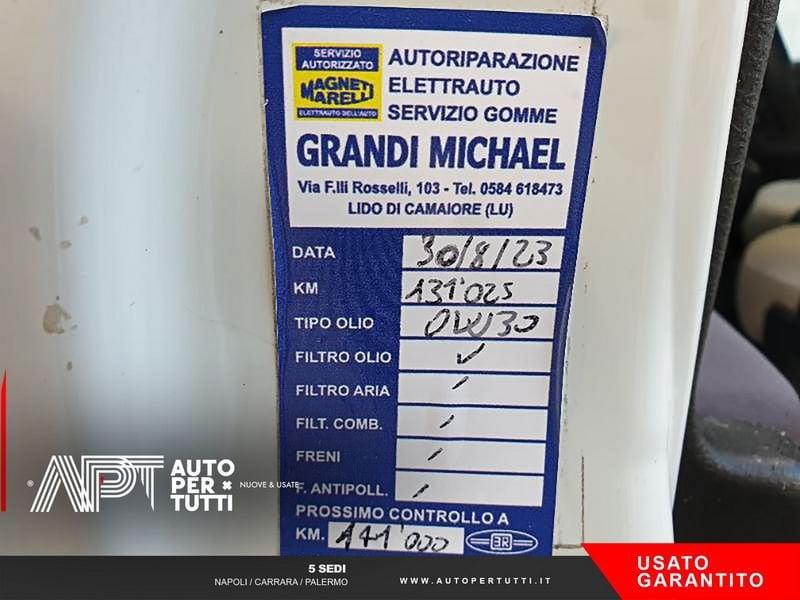 SERVIZIO
AUTORIZZATO
MAGNETI
MARELLI
ELETTRAUTO DELL'AUTO
AUTORIPARAZIONE
ELETTRAUTO
SERVIZIO GOMME
GRANDI MICHAEL
Via F.lli Rosselli, 103 - Tel. 0584 618473
LIDO DI CAMAIORE (LU)
DATA 30/8/23
KM 131'025
TIPO OLIO 0W30
FILTRO OLIO ✓
FILTRO ARIA /
FILT. COMB. /
FRENI /
F. ANTIPOLL. /
PROSSIMO CONTROLLO A
KM. 141'000 3R
® APT AUTO
PER
TUTTI
NUOVE & USATE
5 SEDI
NAPOLI / CARRARA / PALERMO
WWW.AUTOPERTUTTI.IT
USATO
GARANTITO